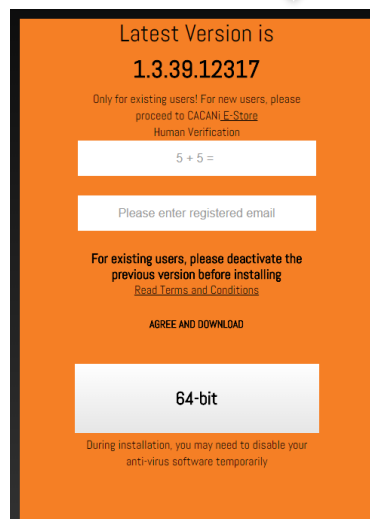 Latest Version is
1.3.39.12317
Only for existing users! For new users, please
proceed to CACANi E-Store
Human Verification
5 + 5 =
Please enter registered email
For existing users, please deactivate the
previous version before installing
Read Terms and Conditions
AGREE AND DOWNLOAD
64-bit
During installation, you may need to disable your
anti-virus software temporarily